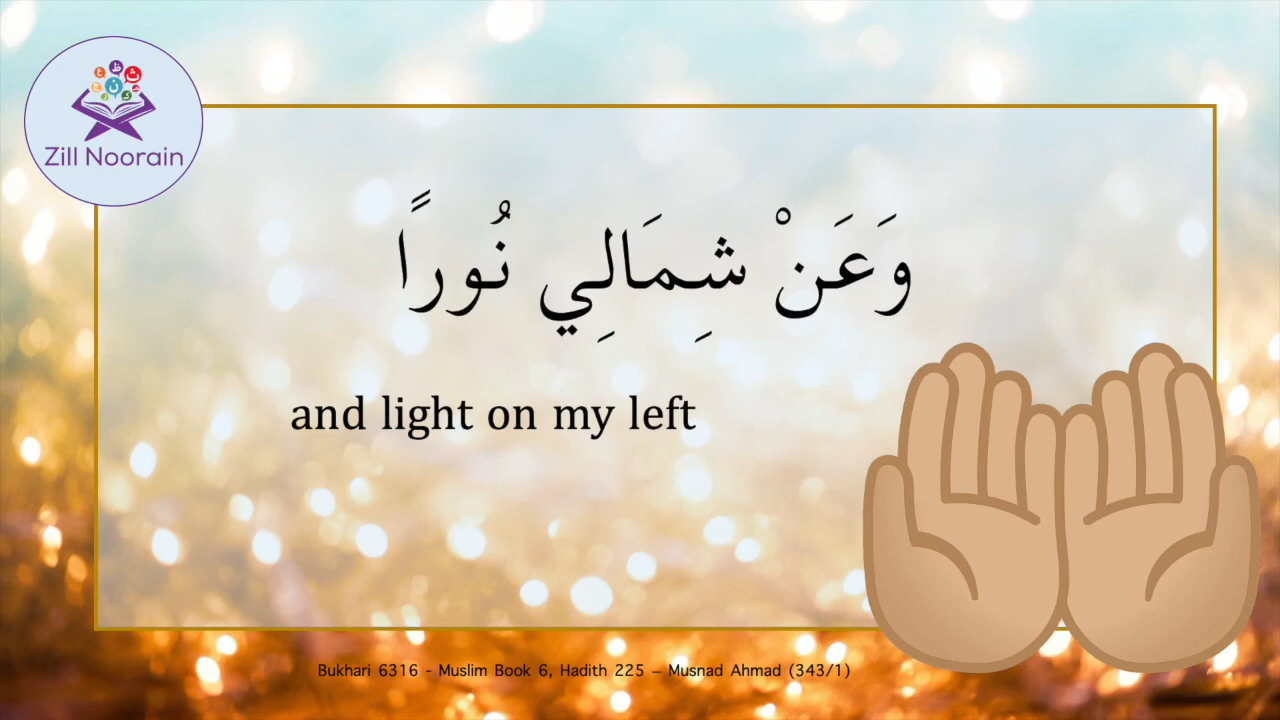 Zill Noorain
وَعَنْ شِمَالِي نُورًا
and light on my left
Bukhari 6316 - Muslim Book 6, Hadith 225 – Musnad Ahmad (343/1)